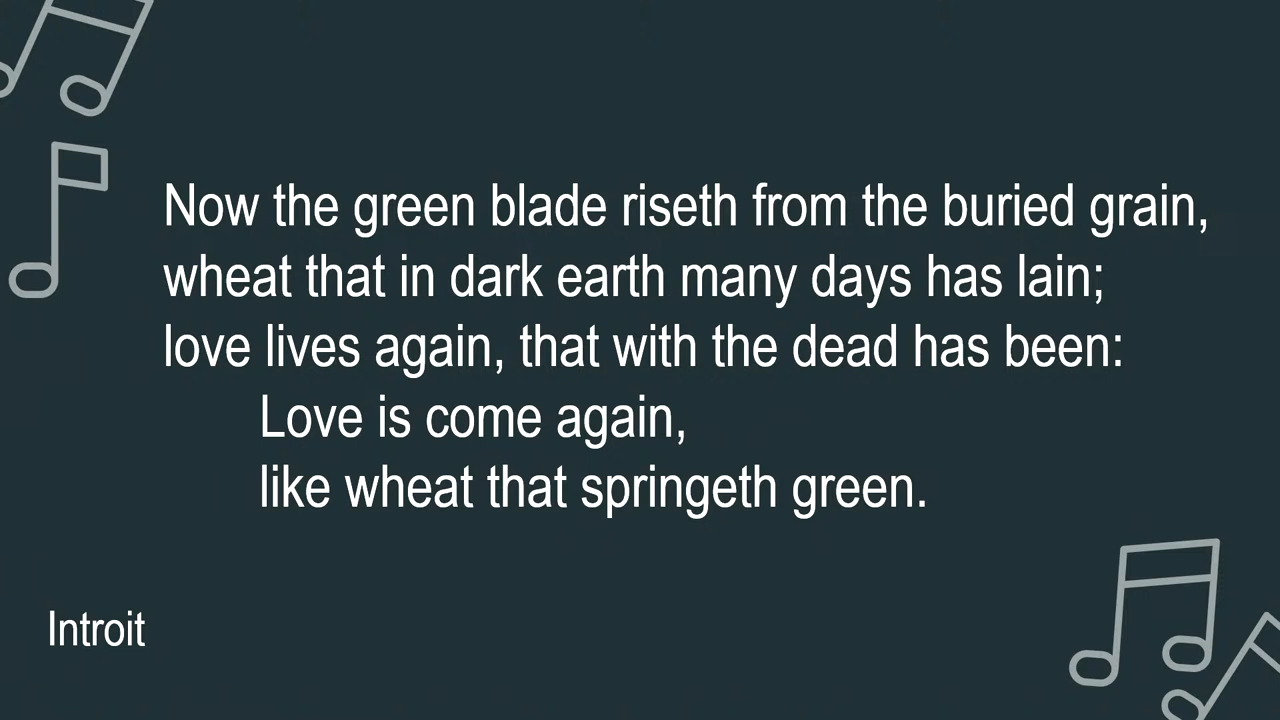 Now the green blade riseth from the buried grain,
wheat that in dark earth many days has lain;
love lives again, that with the dead has been:
Love is come again,
like wheat that springeth green.
Introit